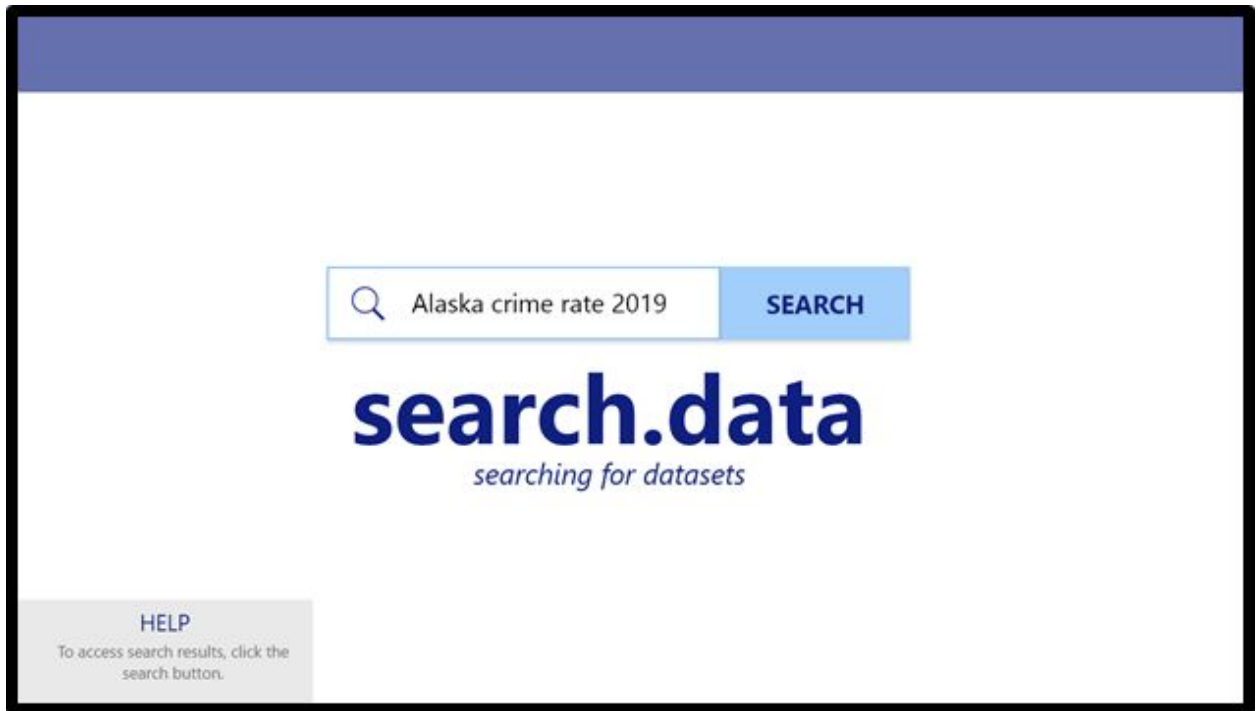 Alaska crime rate 2019
SEARCH
search.data
searching for datasets
HELP
To access search results, click the
search button.